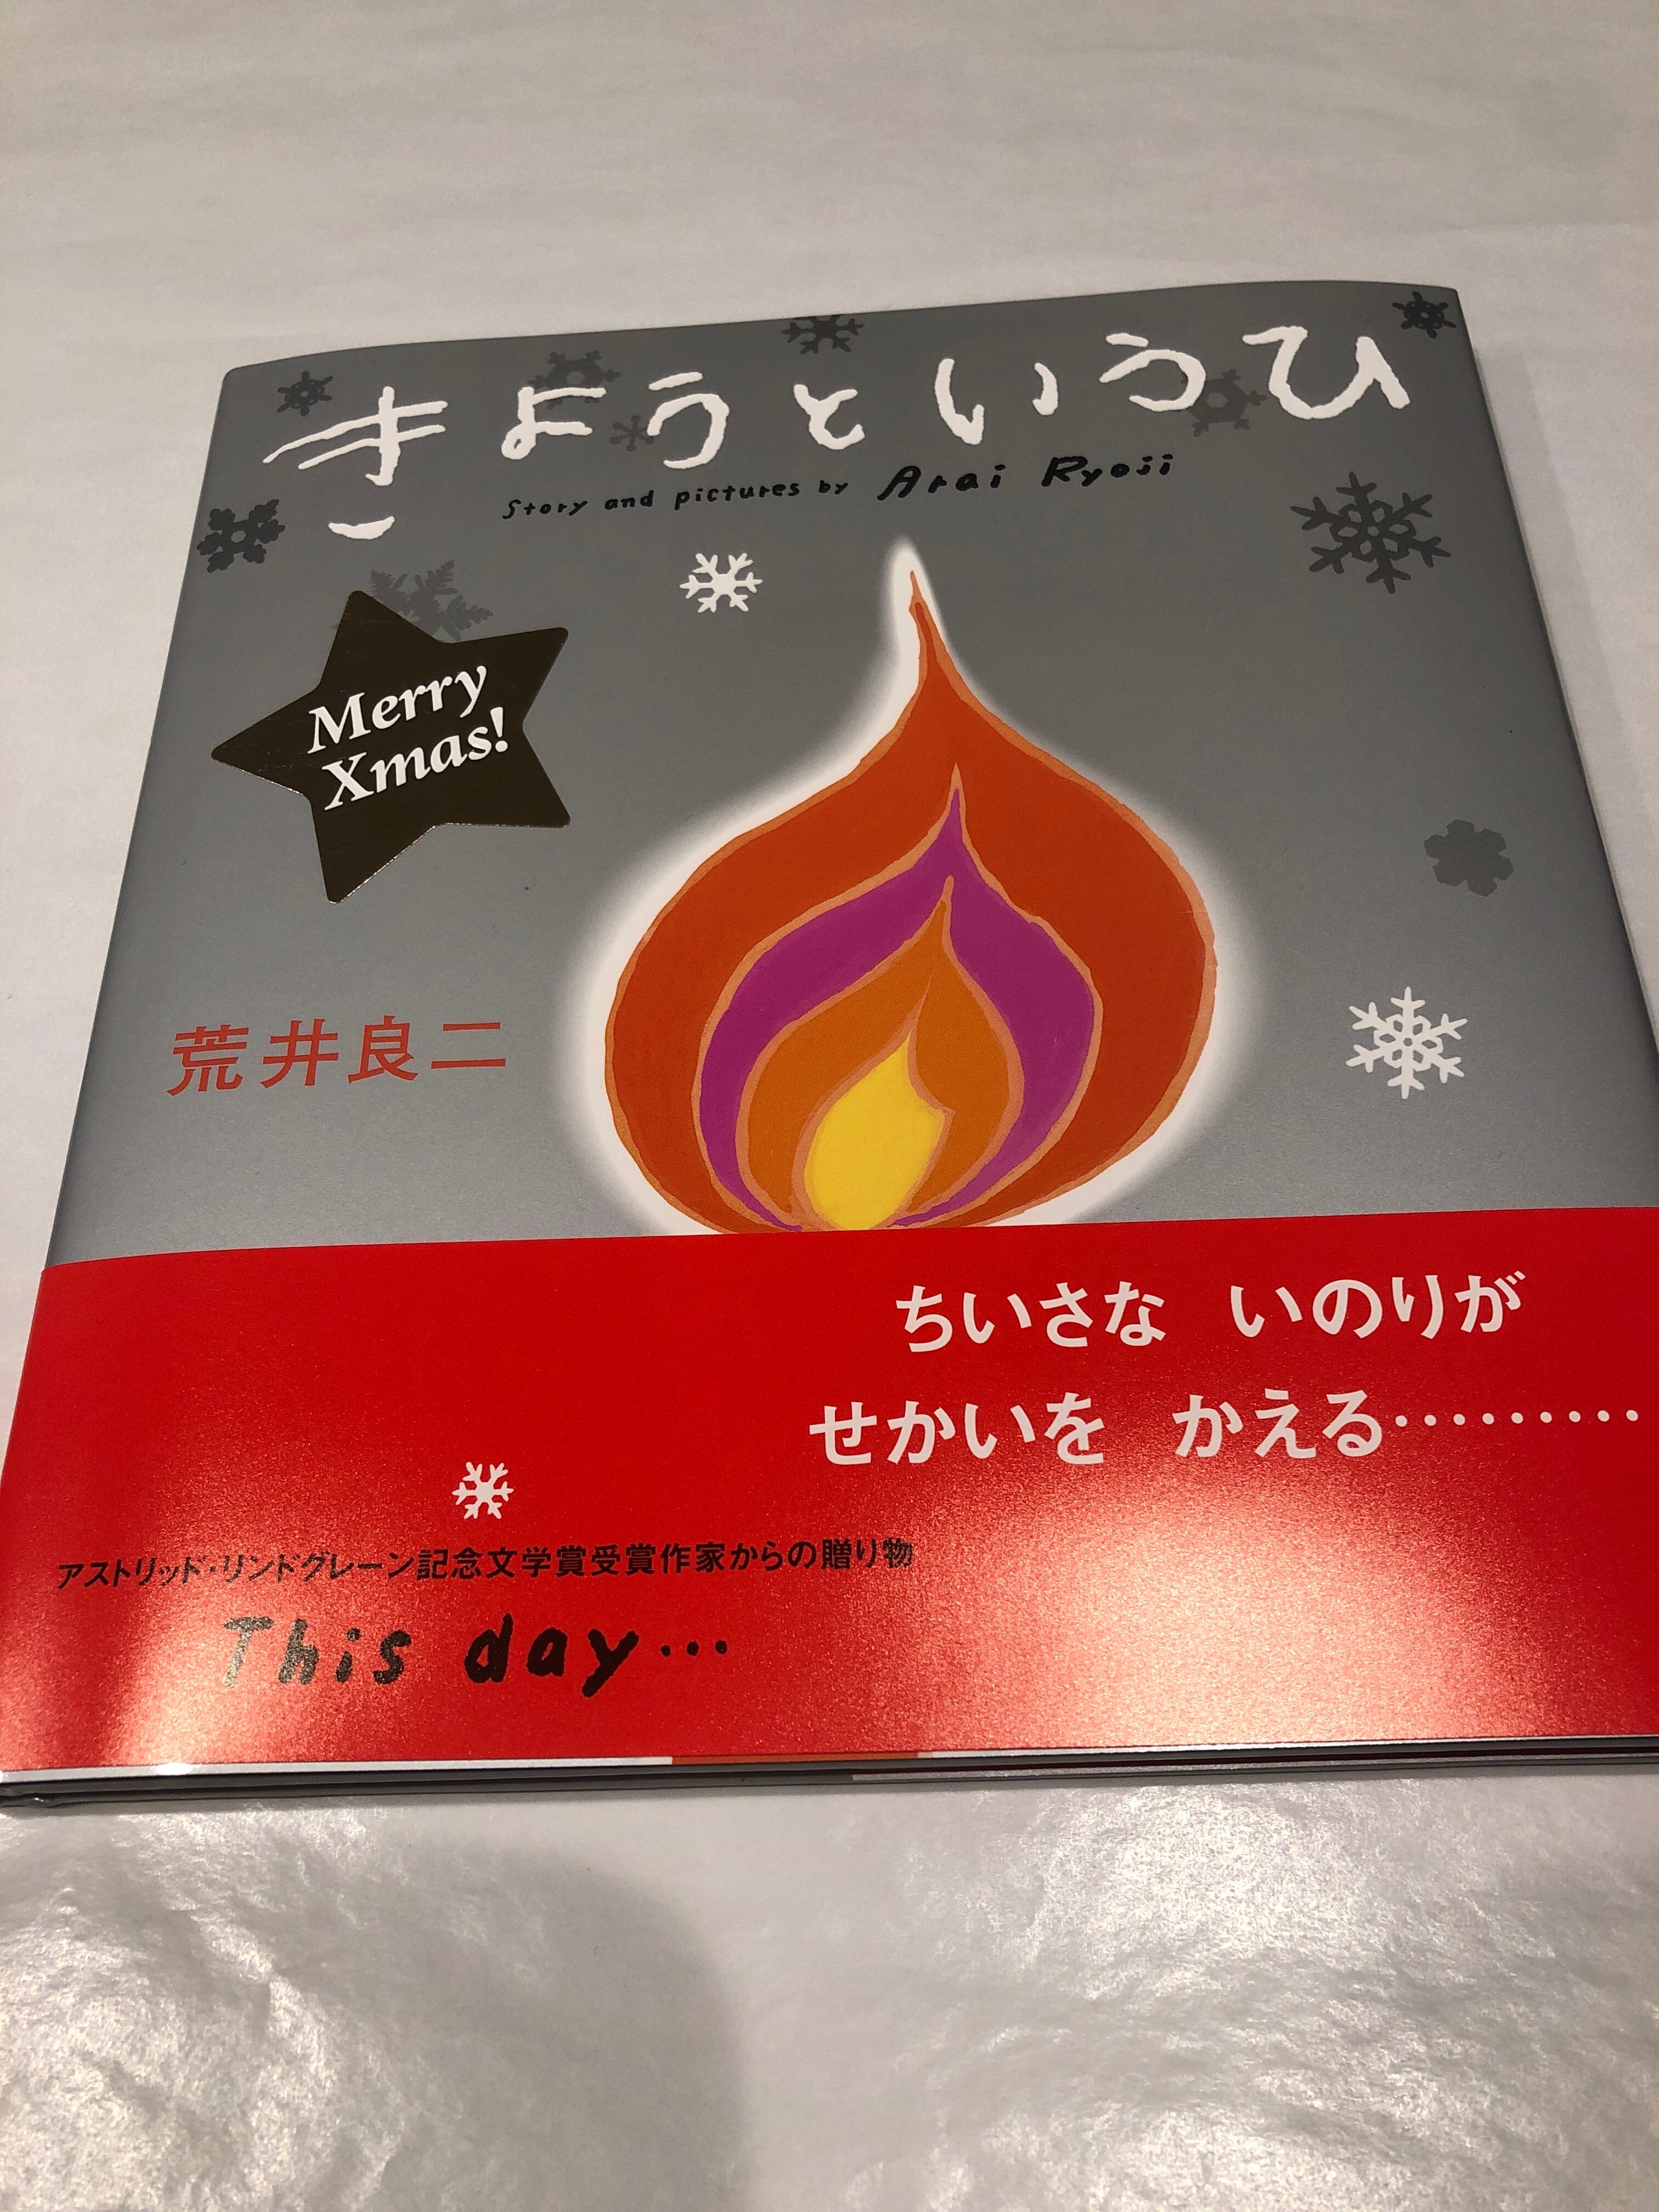 きょうというひ
Story and pictures by Arai Ryoji
Merry
Xmas!
荒井良二
ちいさな いのりが
せかいを かえる………
アストリッド・リンドグレーン記念文学賞受賞作家からの贈り物
This day…